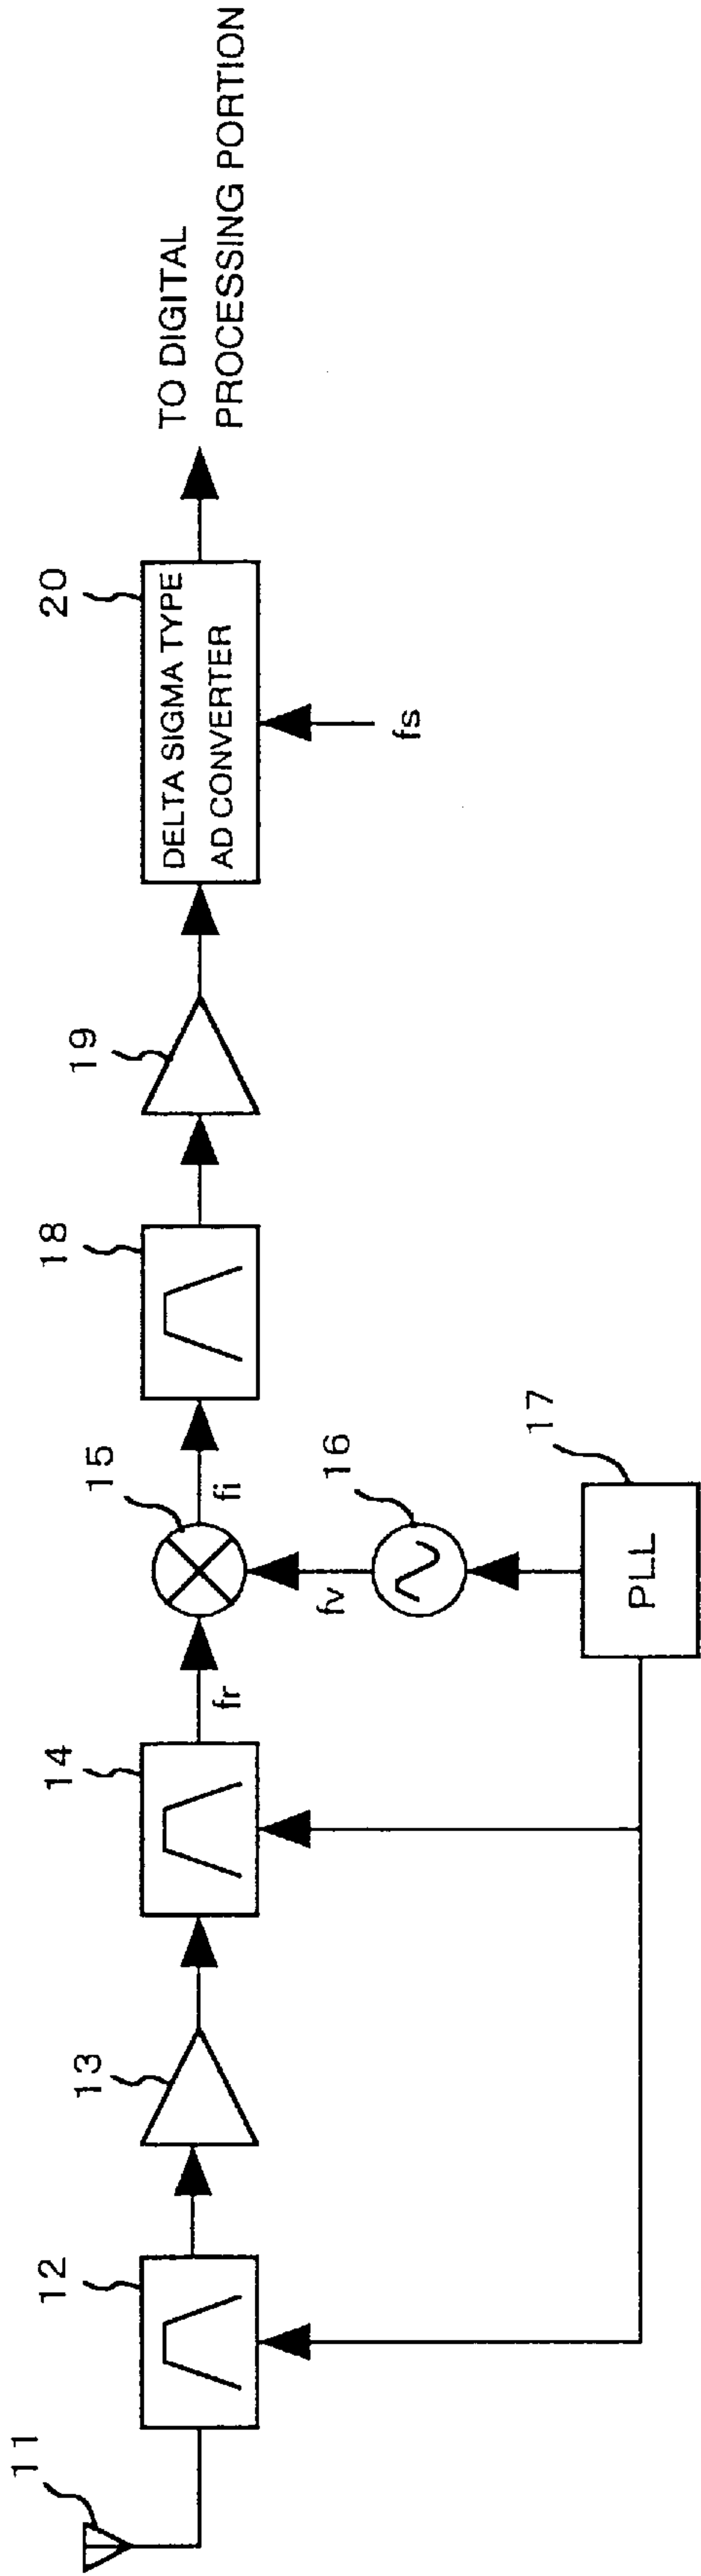 11
12
13
14
fr
15
fi
fv
16
PLL
17
18
19
20
DELTA SIGMA TYPE
AD CONVERTER
fs
TO DIGITAL
PROCESSING PORTION